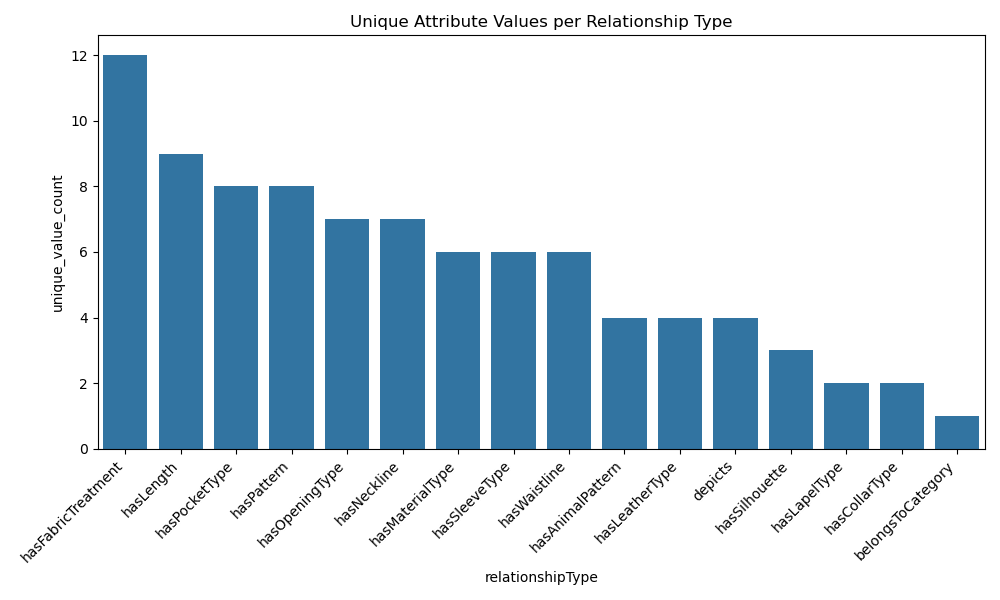 Unique Attribute Values per Relationship Type
unique_value_count
12
10
8
6
4
2
0
hasFabricTreatment
hasLength
hasPocketType
hasPattern
hasOpeningType
hasNeckline
hasMaterialType
hasSleeveType
hasWaistline
hasAnimalPattern
hasLeatherType
depicts
hasSilhouette
hasLapelType
hasCollarType
belongsToCategory
relationshipType